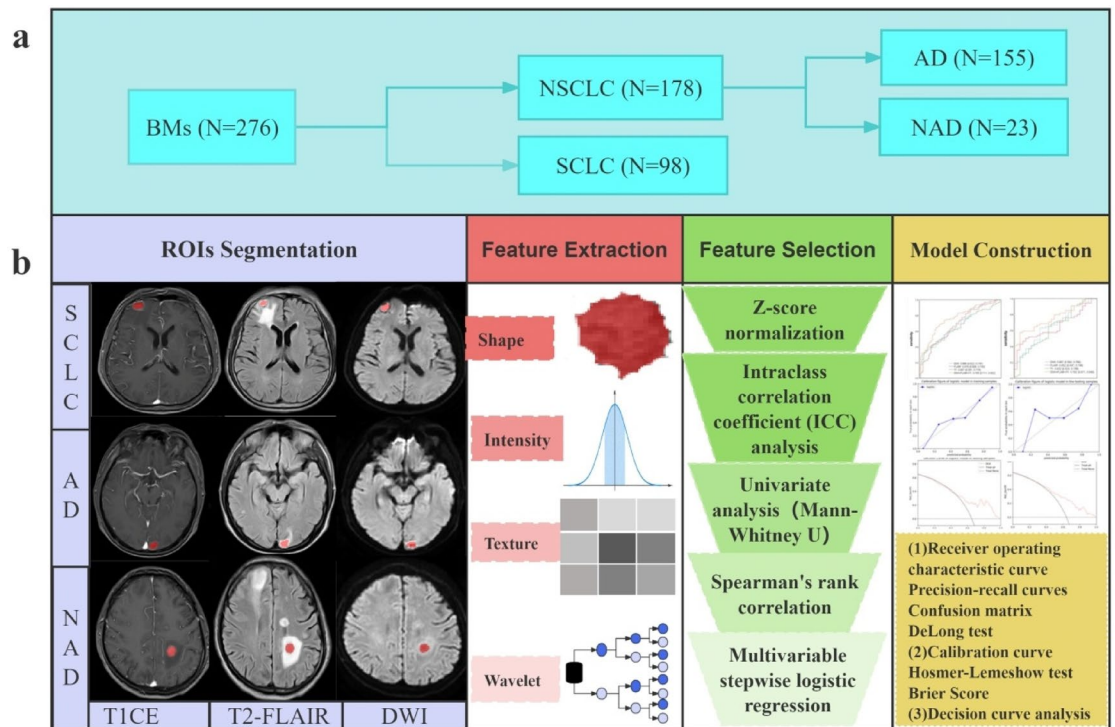 a
BMs (N=276)
NSCLC (N=178)
SCLC (N=98)
AD (N=155)
NAD (N=23)
b
ROIs Segmentation
Feature Extraction
Feature Selection
Model Construction
S
C
L
C
A
D
N
A
D
T1CE
T2-FLAIR
DWI
Shape
Intensity
Texture
Wavelet
Z-score
normalization
Intraclass
correlation
coefficient (ICC)
analysis
Univariate
analysis（Mann-
Whitney U）
Spearman's rank
correlation
Multivariable
stepwise logistic
regression
(1)Receiver operating
characteristic curve
Precision-recall curves
Confusion matrix
DeLong test
(2)Calibration curve
Hosmer-Lemeshow test
Brier Score
(3)Decision curve analysis